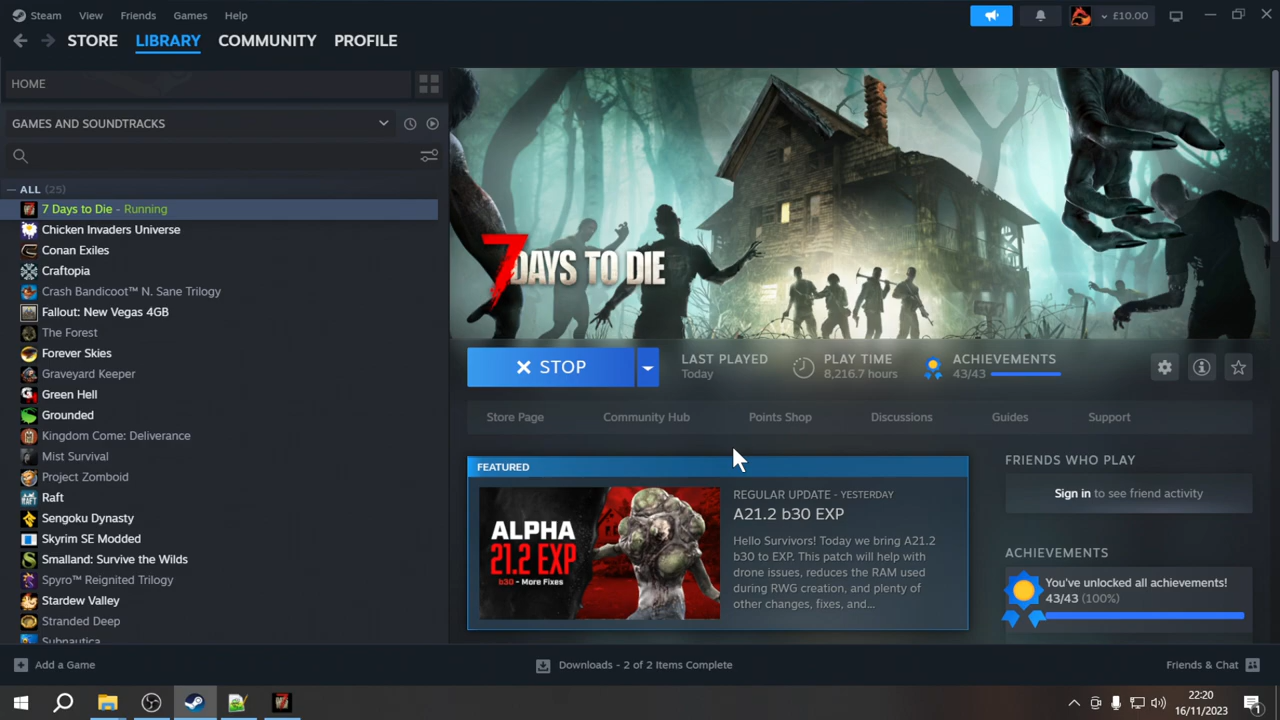 Steam View Friends Games Help
£10.00
STORE LIBRARY COMMUNITY PROFILE
HOME
GAMES AND SOUNDTRACKS
— ALL (25)
7 Days to Die - Running
Chicken Invaders Universe
Conan Exiles
Craftopia
Crash Bandicoot™ N. Sane Trilogy
Fallout: New Vegas 4GB
The Forest
Forever Skies
Graveyard Keeper
Green Hell
Grounded
Kingdom Come: Deliverance
Mist Survival
Project Zomboid
Raft
Sengoku Dynasty
Skyrim SE Modded
Smalland: Survive the Wilds
Spyro™ Reignited Trilogy
Stardew Valley
Stranded Deep
Subnautica
7 DAYS TO DIE
STOP
LAST PLAYED
Today
PLAY TIME
8,216.7 hours
ACHIEVEMENTS
43/43
Store Page Community Hub Points Shop Discussions Guides Support
FEATURED
ALPHA
21.2 EXP
b30 - More Fixes
REGULAR UPDATE - YESTERDAY
A21.2 b30 EXP
Hello Survivors! Today we bring A21.2
b30 to EXP. This patch will help with
drone issues, reduces the RAM used
during RWG creation, and plenty of
other changes, fixes, and...
FRIENDS WHO PLAY
Sign in to see friend activity
ACHIEVEMENTS
You've unlocked all achievements!
43/43 (100%)
Add a Game
Downloads - 2 of 2 Items Complete
Friends & Chat
22:20
16/11/2023
1